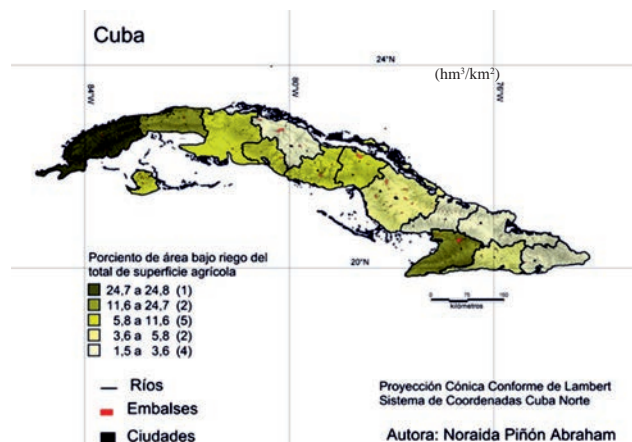 Cuba
24°N
(hm³/km²)
84°W
80°W
76°W
20°N
Porciento de área bajo riego del
total de superficie agrícola
24,7 a 24,8 (1)
11,6 a 24,7 (2)
5,8 a 11,6 (5)
3,6 a 5,8 (2)
1,5 a 3,6 (4)
0 75 150
kilómetros
Ríos
Embalses
Ciudades
Proyección Cónica Conforme de Lambert
Sistema de Coordenadas Cuba Norte
Autora: Noraida Piñón Abraham